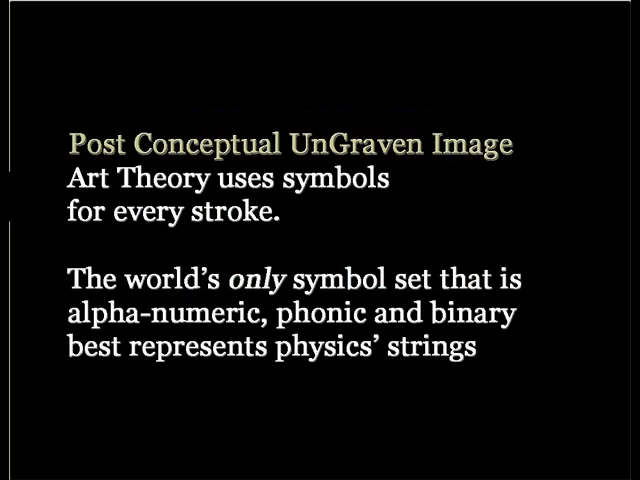 Post Conceptual UnGraven Image
Art Theory uses symbols
for every stroke.
The world’s only symbol set that is
alpha-numeric, phonic and binary
best represents physics’ strings